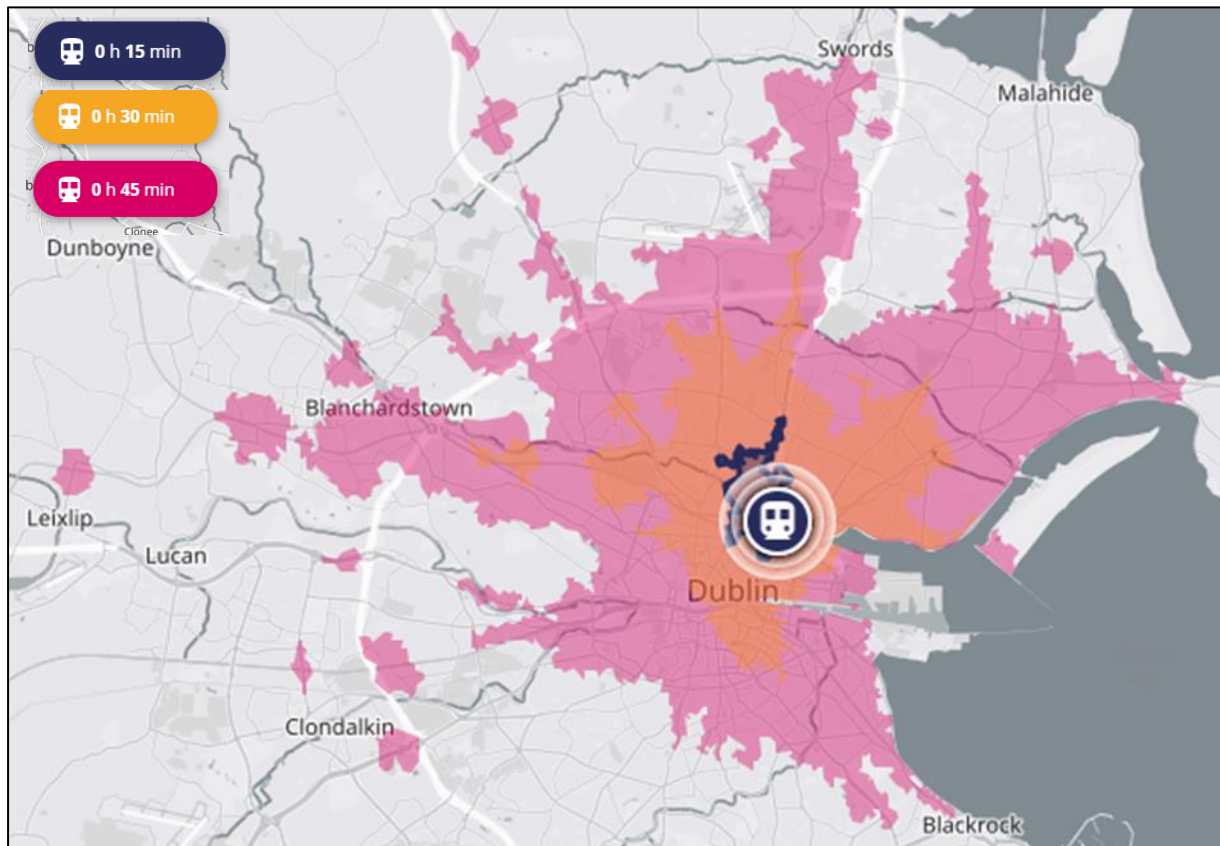 0 h 15 min
0 h 30 min
0 h 45 min
Swords
Malahide
Clonee
Dunboyne
Blanchardstown
Leixlip
Lucan
Dublin
Clondalkin
Blackrock